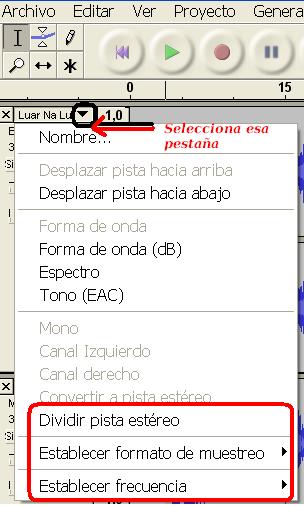 Archivo Editar Ver Proyecto Genera
0 15
X Luar Na Lu 1,0
Selecciona esa
pestaña
Nombre...
Desplazar pista hacia arriba
Desplazar pista hacia abajo
Forma de onda
Forma de onda (dB)
Espectro
Tono (EAC)
Mono
Canal Izquierdo
Canal derecho
Convertir a pista estéreo
Dividir pista estéreo
Establecer formato de muestreo
Establecer frecuencia